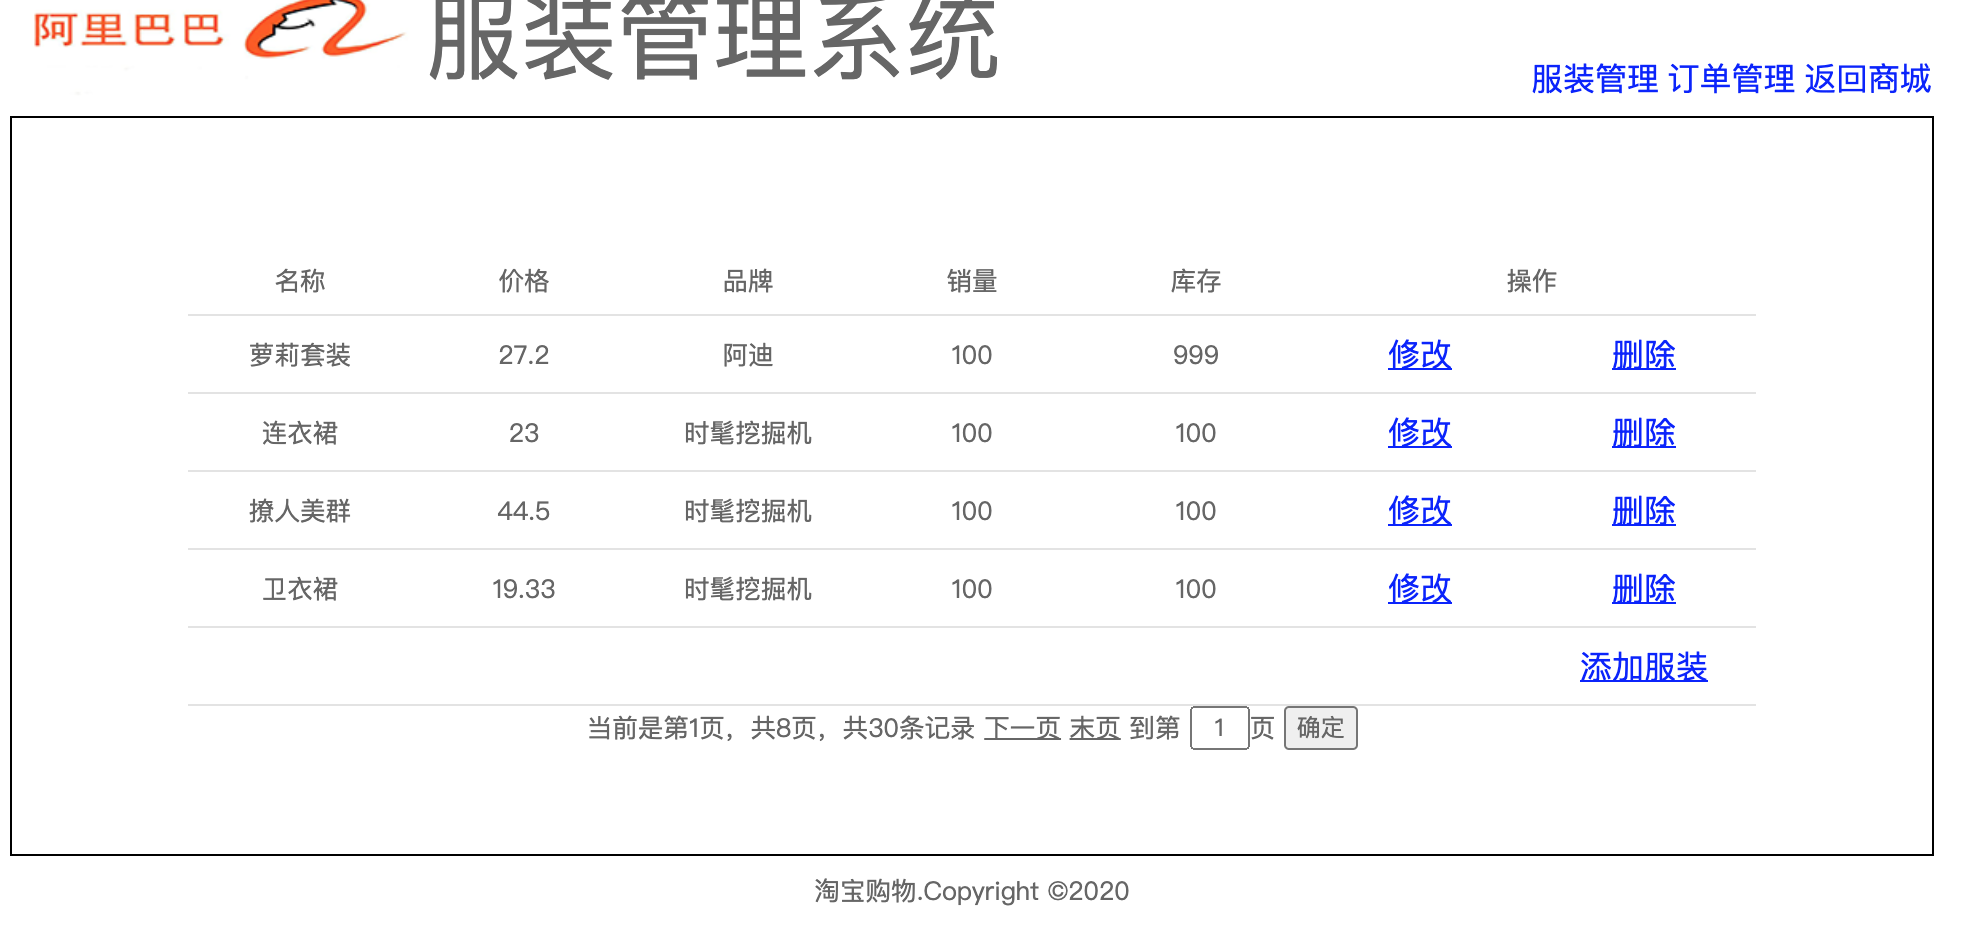 阿里巴巴 服装管理系统
服装管理 订单管理 返回商城
名称 价格 品牌 销量 库存 操作
萝莉套装 27.2 阿迪 100 999 修改 删除
连衣裙 23 时髦挖掘机 100 100 修改 删除
撩人美群 44.5 时髦挖掘机 100 100 修改 删除
卫衣裙 19.33 时髦挖掘机 100 100 修改 删除
添加服装
当前是第1页，共8页，共30条记录 下一页 末页 到第 1 页 确定
淘宝购物.Copyright ©2020